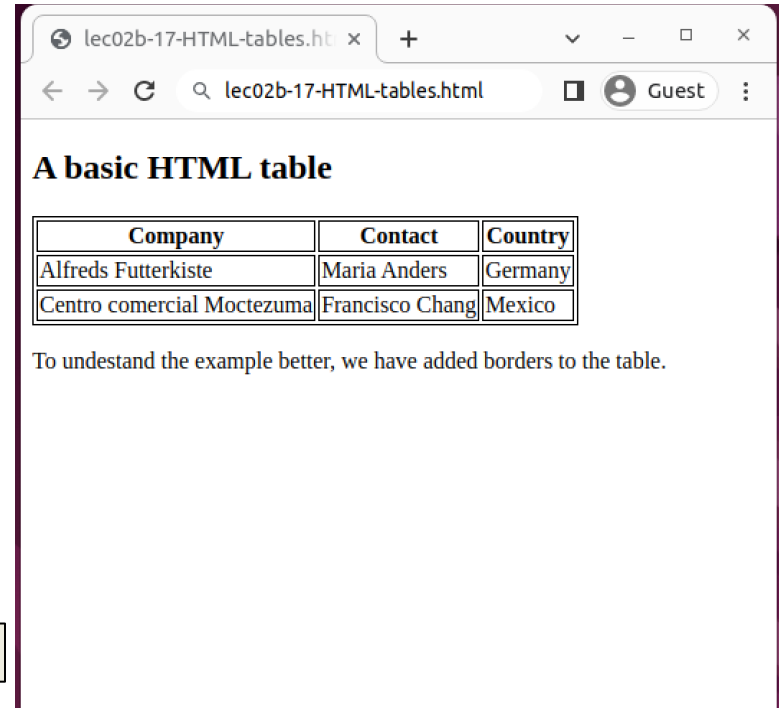 lec02b-17-HTML-tables.ht
lec02b-17-HTML-tables.html Guest
A basic HTML table
Company Contact Country
Alfreds Futterkiste Maria Anders Germany
Centro comercial Moctezuma Francisco Chang Mexico
To undestand the example better, we have added borders to the table.